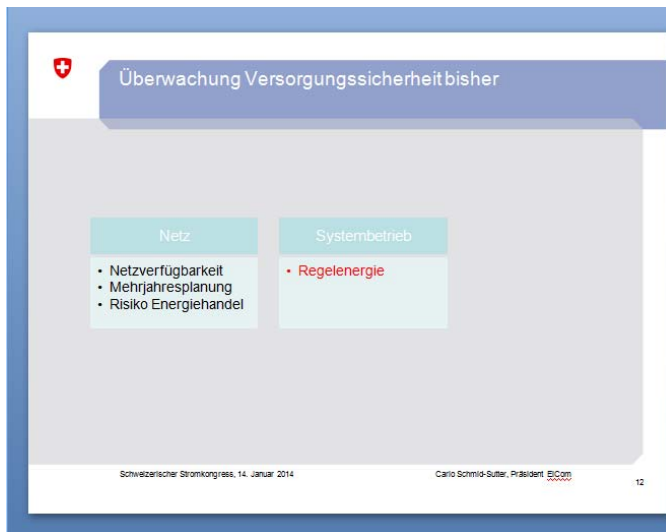 Überwachung Versorgungssicherheit bisher
Netz
• Netzverfügbarkeit
• Mehrjahresplanung
• Risiko Energiehandel
Systembetrieb
• Regelenergie
Schweizerischer Stromkongress, 14. Januar 2014
Carlo Schmid-Sutter, Präsident ElCom
12